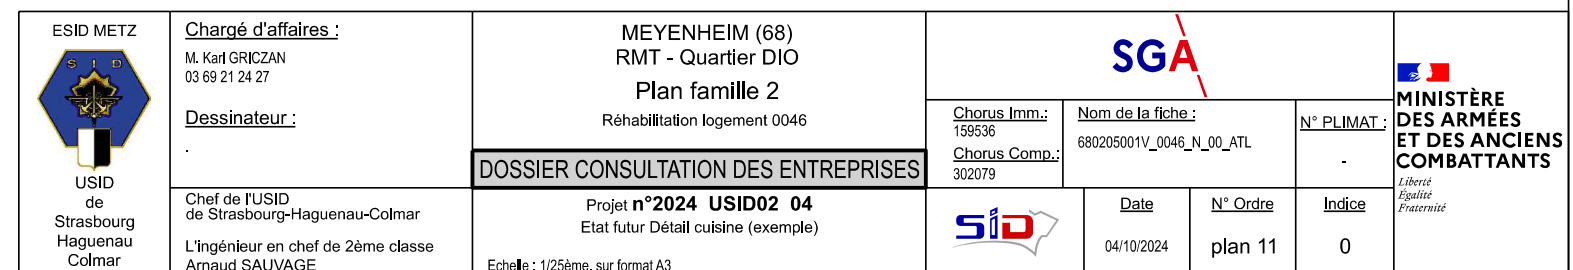 ESID METZ
S I D
USID
de
Strasbourg
Haguenau
Colmar
Chargé d'affaires :
M. Karl GRICZAN
03 69 21 24 27
Dessinateur :
.
Chef de l'USID
de Strasbourg-Haguenau-Colmar
L'ingénieur en chef de 2ème classe
Arnaud SAUVAGE
MEYENHEIM (68)
RMT - Quartier DIO
Plan famille 2
Réhabilitation logement 0046
DOSSIER CONSULTATION DES ENTREPRISES
Projet n°2024 USID02 04
Etat futur Détail cuisine (exemple)
Echelle : 1/25ème, sur format A3
SGA
Chorus Imm.:
159536
Chorus Comp.:
302079
Nom de la fiche :
680205001V_0046_N_00_ATL
N° PLIMAT :
-
SID
Date
04/10/2024
N° Ordre
plan 11
Indice
0
MINISTÈRE
DES ARMÉES
ET DES ANCIENS
COMBATTANTS
Liberté
Égalité
Fraternité